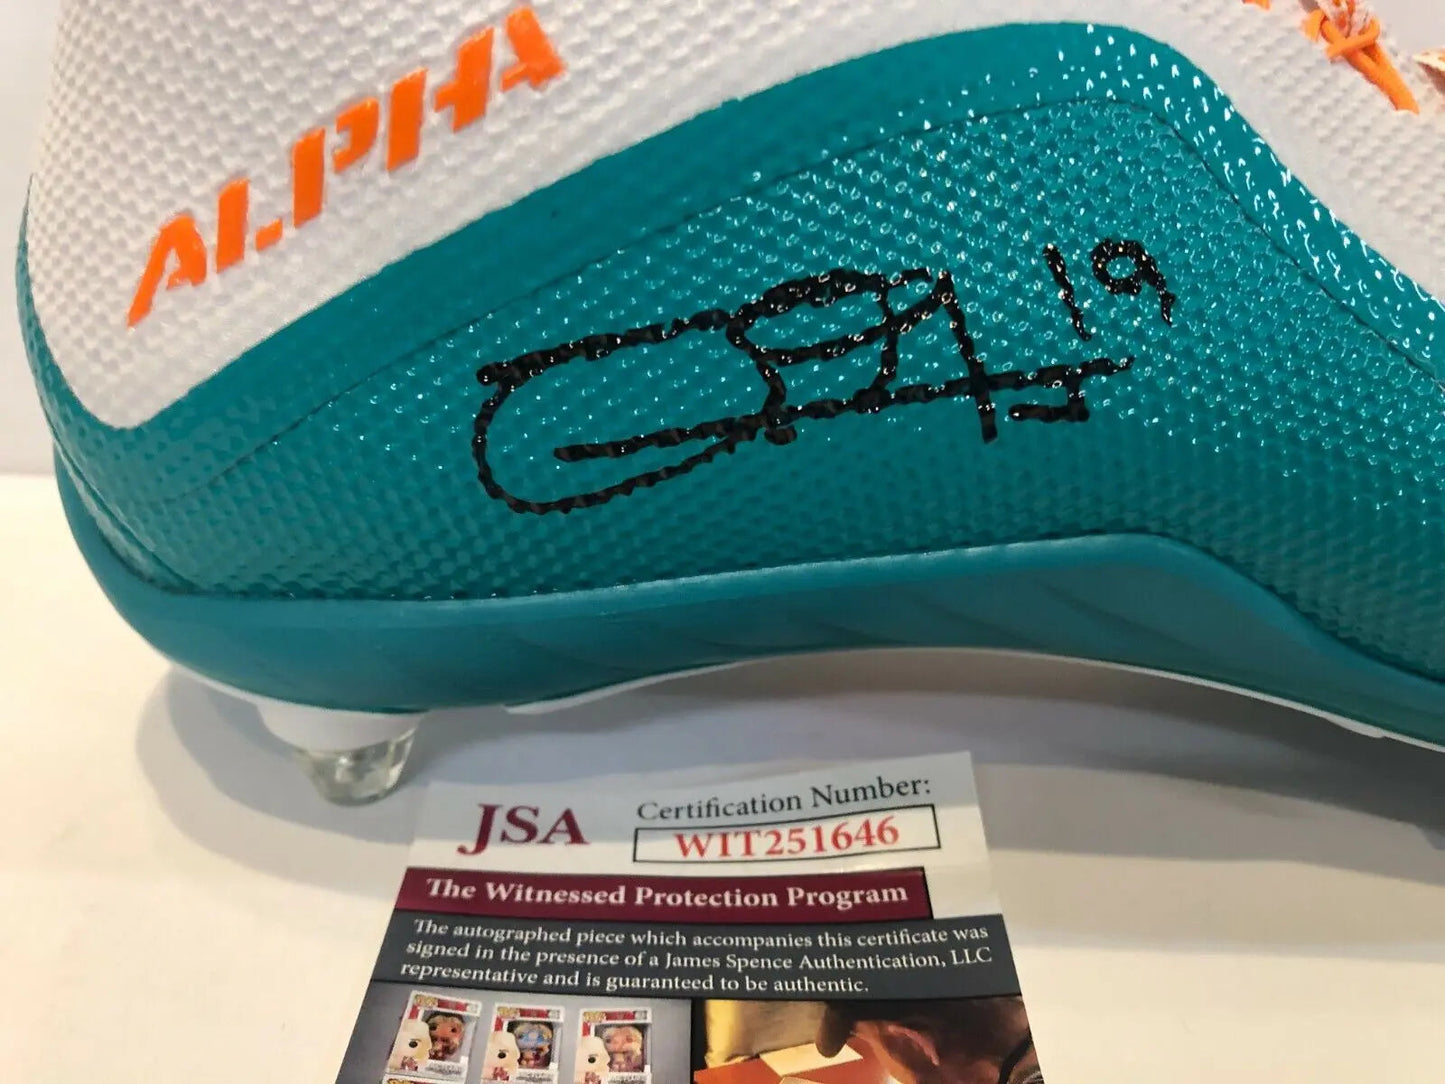 ALPHA
19
JSA
Certification Number:
WIT251646
The Witnessed Protection Program
The autographed piece which accompanies this certificate was
signed in the presence of a James Spence Authentication, LLC
representative and is guaranteed to be authentic.